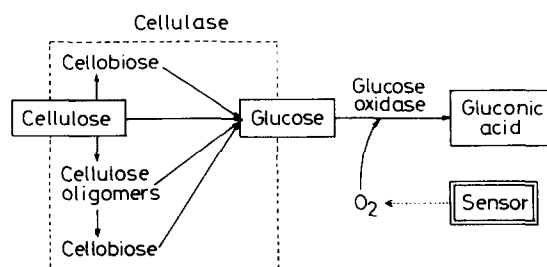 Cellulase
Cellobiose
Cellulose
Glucose
Glucose
oxidase
Gluconic
acid
Cellulose
oligomers
O2
Sensor
Cellobiose